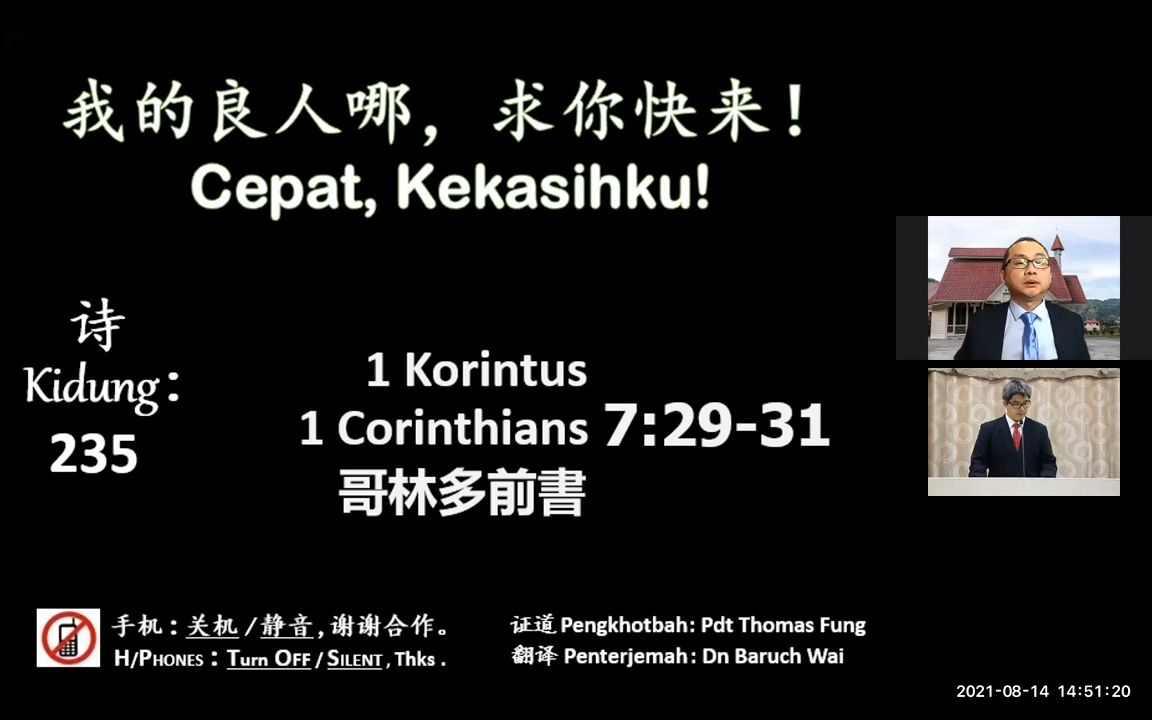 我的良人哪，求你快来！
Cepat, Kekasihku!
诗
Kidung：
235
1 Korintus
1 Corinthians 7:29-31
哥林多前書
手机：关机 / 静音，谢谢合作。
H/PHONES：TURN OFF / SILENT, Thks .
证道 Pengkhotbah: Pdt Thomas Fung
翻译 Penterjemah: Dn Baruch Wai
2021-08-14 14:51:20